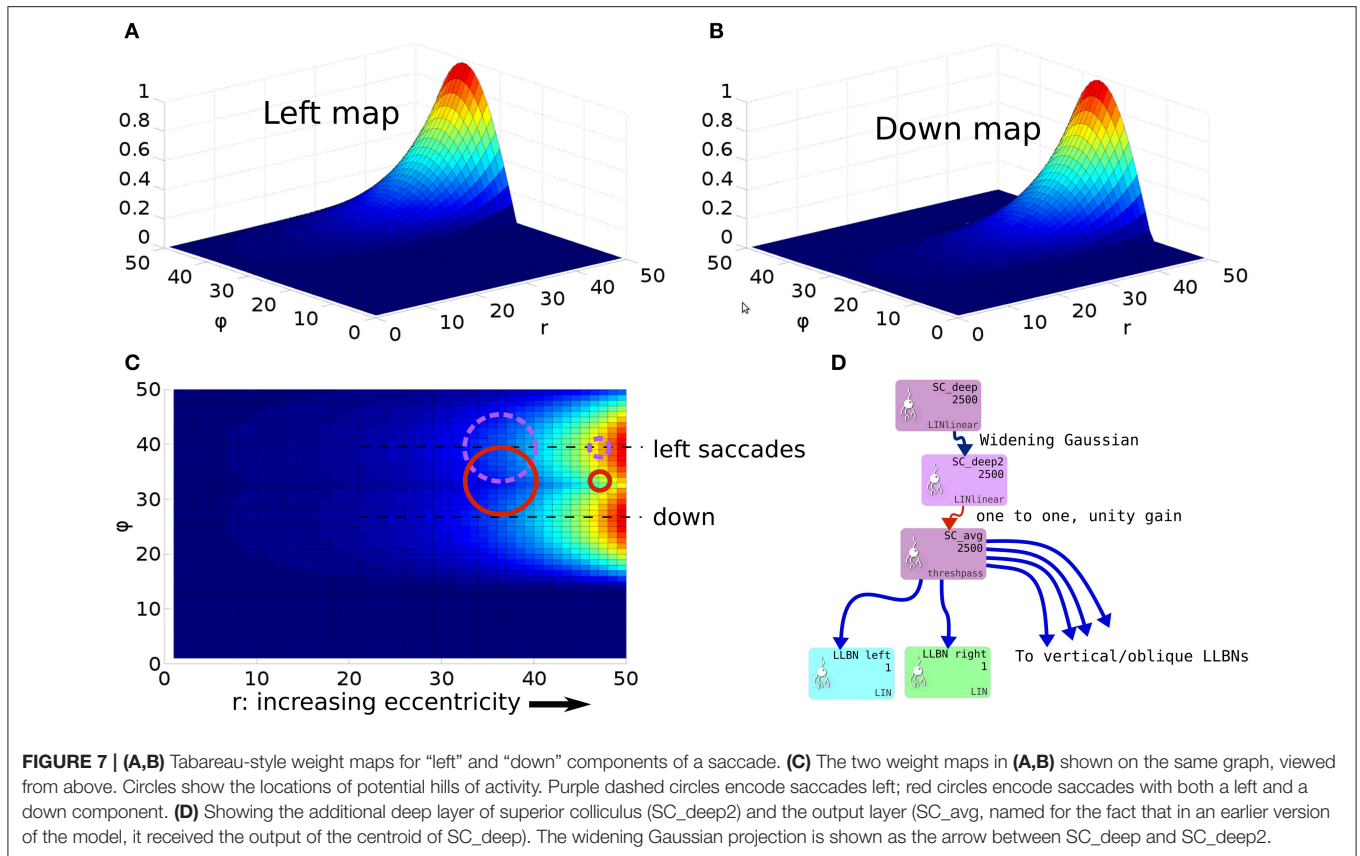 A
Left map
1
0.8
0.6
0.4
0.2
0
50
40
30
20
10
0
φ
0
10
20
30
40
50
r
B
Down map
1
0.8
0.6
0.4
0.2
0
50
40
30
20
10
0
φ
0
10
20
30
40
50
r
C
50
40
30
20
10
0
φ
0
10
20
30
40
50
r: increasing eccentricity
left saccades
down
D
SC_deep
2500
LINlinear
Widening Gaussian
SC_deep2
2500
LINlinear
one to one, unity gain
SC_avg
2500
threshpass
LLBN left
1
LIN
LLBN right
1
LIN
To vertical/oblique LLBNs
FIGURE 7 | (A,B) Tabareau-style weight maps for “left” and “down” components of a saccade. (C) The two weight maps in (A,B) shown on the same graph, viewed
from above. Circles show the locations of potential hills of activity. Purple dashed circles encode saccades left; red circles encode saccades with both a left and a
down component. (D) Showing the additional deep layer of superior colliculus (SC_deep2) and the output layer (SC_avg, named for the fact that in an earlier version
of the model, it received the output of the centroid of SC_deep). The widening Gaussian projection is shown as the arrow between SC_deep and SC_deep2.